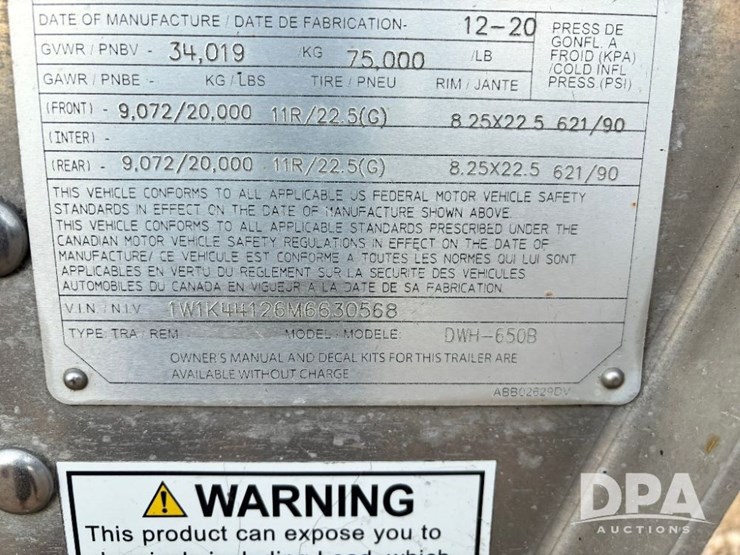 DATE OF MANUFACTURE / DATE DE FABRICATION- 12-20
GVWR / PNBV - 34,019 KG 75,000 /LB
GAWR / PNBE - KG / LBS TIRE / PNEU RIM / JANTE
PRESS DE
GONFL. A
FROID (KPA)
/COLD INFL
PRESS (PSI)
(FRONT) - 9,072/20,000 11R/22.5(G) 8.25X22.5 621/90
(INTER) -
(REAR) - 9,072/20,000 11R/22.5(G) 8.25X22.5 621/90
THIS VEHICLE CONFORMS TO ALL APPLICABLE US FEDERAL MOTOR VEHICLE SAFETY
STANDARDS IN EFFECT ON THE DATE OF MANUFACTURE SHOWN ABOVE.
THIS VEHICLE CONFORMS TO ALL APPLICABLE STANDARDS PRESCRIBED UNDER THE
CANADIAN MOTOR VEHICLE SAFETY REGULATIONS IN EFFECT ON THE DATE OF
MANUFACTURE/ CE VEHICULE EST CONFORME A TOUTES LES NORMES QUI LUI SONT
APPLICABLES EN VERTU DU REGLEMENT SUR LA SECURITE DES VEHICULES
AUTOMOBILES DU CANADA EN VIGUEUR A LA DATE DE SA FABRICATION.
V.I.N / N.I.V. 1W1K44126M6630568
TYPE: TRA / REM MODEL - MODELE: DWH-650B
OWNER'S MANUAL AND DECAL KITS FOR THIS TRAILER ARE
AVAILABLE WITHOUT CHARGE
ABB02629DV
WARNING
This product can expose you to
DPA
AUCTIONS